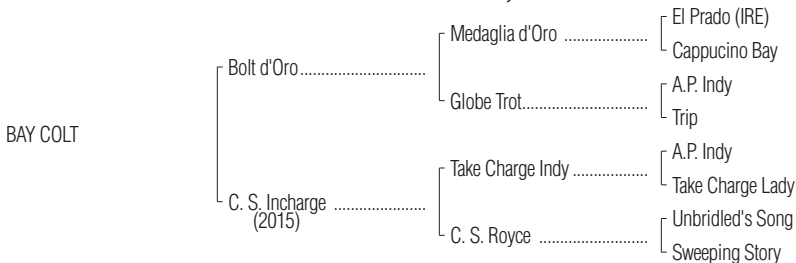 El Prado (IRE)
Medaglia d'Oro ....................
Cappucino Bay
Bolt d'Oro..............................
A.P. Indy
Globe Trot..............................
Trip
BAY COLT
A.P. Indy
Take Charge Indy ..................
Take Charge Lady
C. S. Incharge ......................
(2015)
Unbridled's Song
C. S. Royce ..........................
Sweeping Story